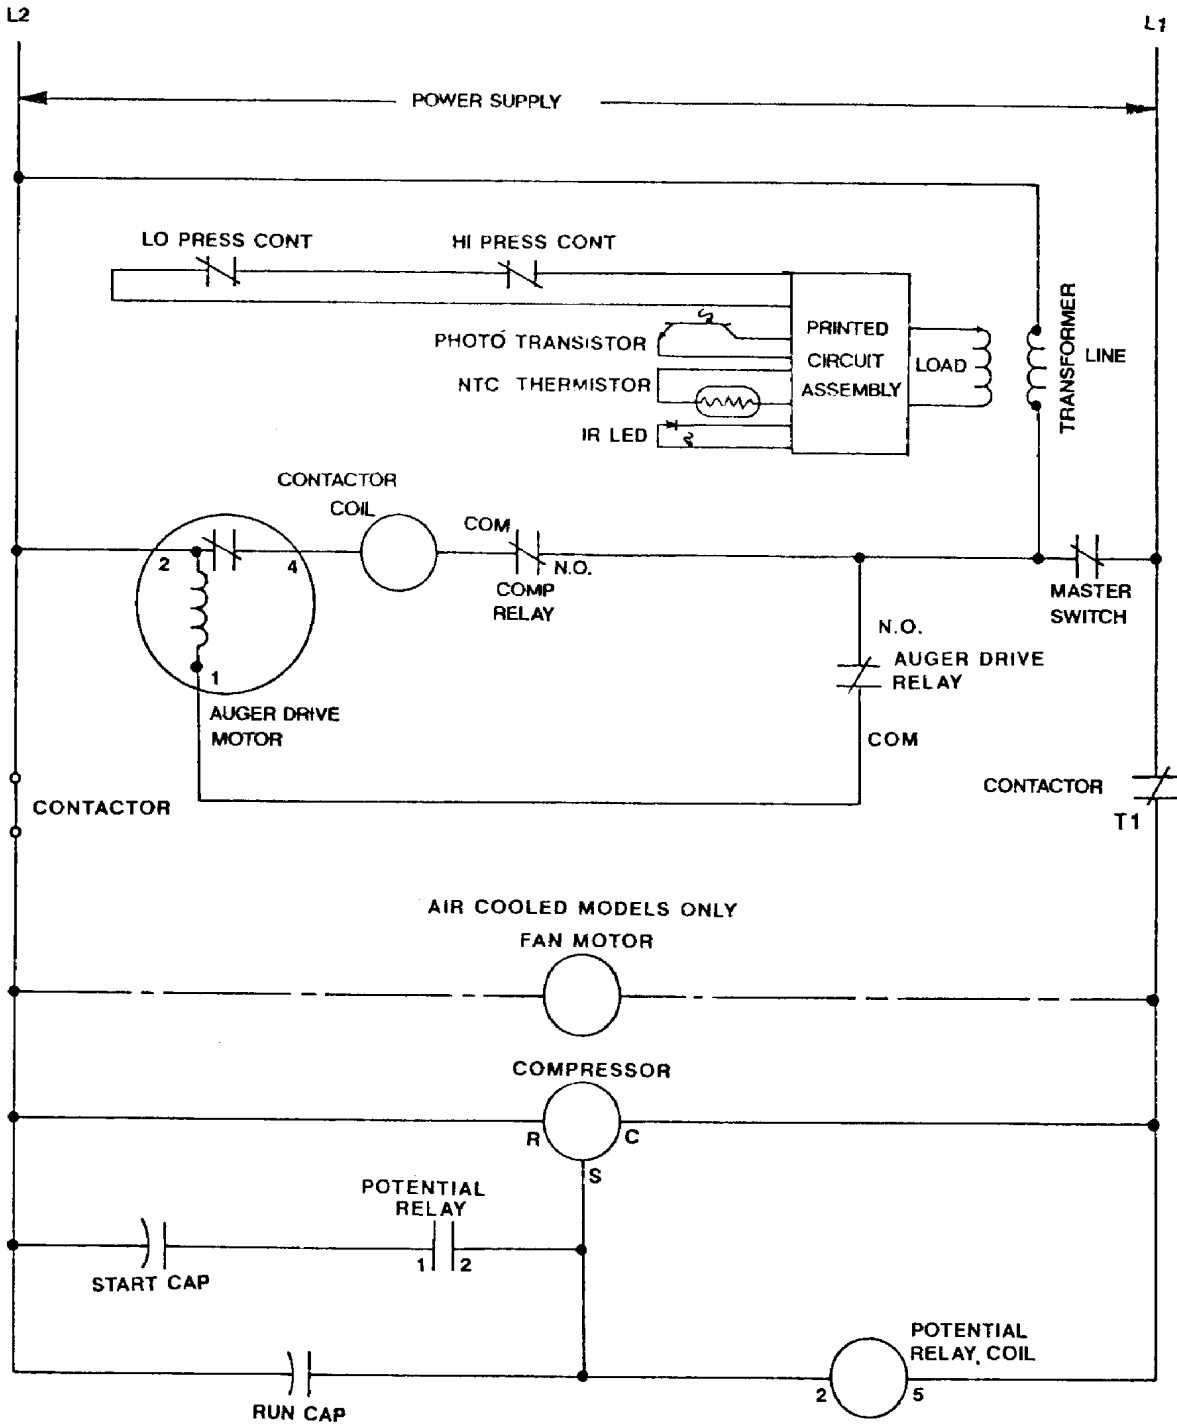 L2
L1
POWER SUPPLY
LO PRESS CONT
HI PRESS CONT
PHOTO TRANSISTOR
NTC THERMISTOR
IR LED
PRINTED
CIRCUIT
ASSEMBLY
LOAD
TRANSFORMER
LINE
CONTACTOR
COIL
COM
N.O.
COMP
RELAY
2
4
1
AUGER DRIVE
MOTOR
MASTER
SWITCH
N.O.
AUGER DRIVE
RELAY
COM
CONTACTOR
CONTACTOR
T1
AIR COOLED MODELS ONLY
FAN MOTOR
COMPRESSOR
R
C
S
POTENTIAL
RELAY
1
2
START CAP
POTENTIAL
RELAY, COIL
2
5
RUN CAP